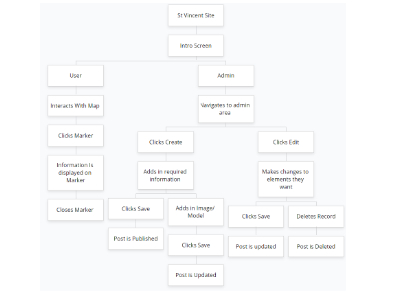 St Vincent Site
Intro Screen
User
Admin
Interacts With Map
Navigates to admin
area
Clicks Marker
Clicks Create
Clicks Edit
Information is
displayed on
Marker
Adds in required
information
Makes changes to
elements they
want
Closes Marker
Clicks Save
Adds in Image/
Model
Clicks Save
Deletes Record
Post is Published
Clicks Save
Post is updated
Post is Deleted
Post Is Updated